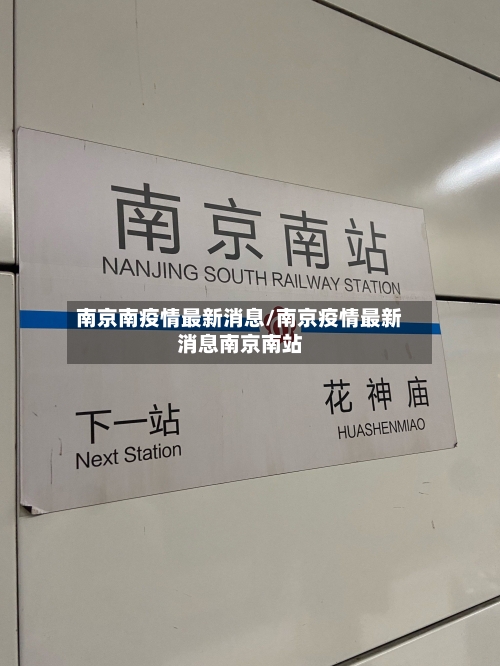 南京南站
NANJING SOUTH RAILWAY STATION
南京南疫情最新消息/南京疫情最新
消息南京南站
下一站
Next Station
花神庙
HUASHENMIAO